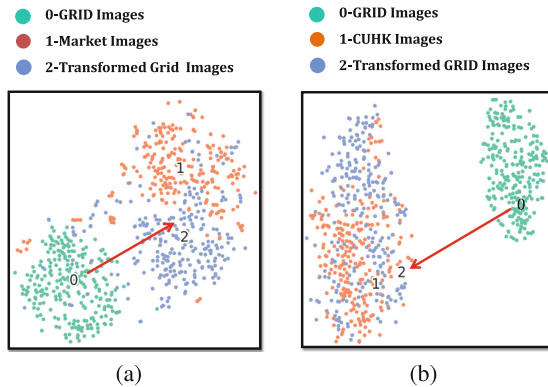 0-GRID Images
1-Market Images
2-Transformed Grid Images
0-GRID Images
1-CUHK Images
2-Transformed GRID Images
1
2
0
0
2
1
(a)
(b)